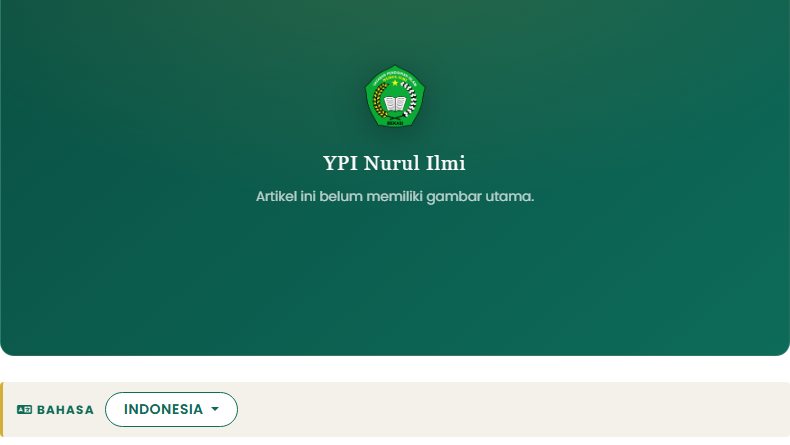 YPI Nurul Ilmi
Artikel ini belum memiliki gambar utama.
BAHASA
INDONESIA